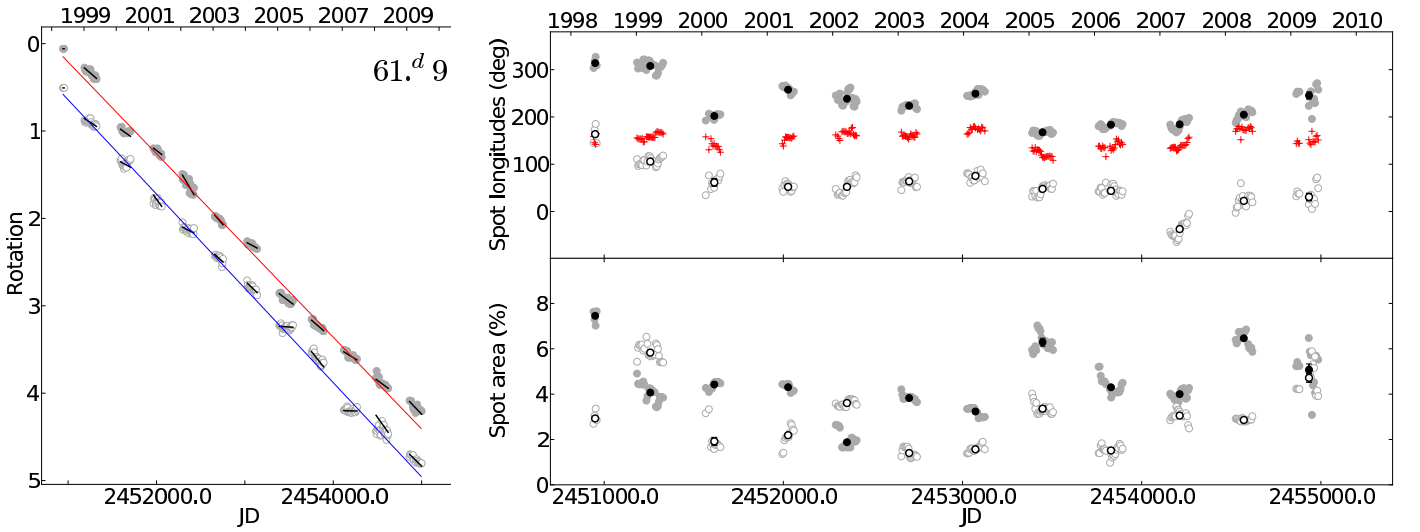 1999 2001 2003 2005 2007 2009
61.ᵈ 9
0
1
2
3
4
5
Rotation
2452000.0 2454000.0
JD
1998 1999 2000 2001 2002 2003 2004 2005 2006 2007 2008 2009 2010
Spot longitudes (deg)
300
200
100
0
Spot area (%)
8
6
4
2
0
2451000.0 2452000.0 2453000.0 2454000.0 2455000.0
JD